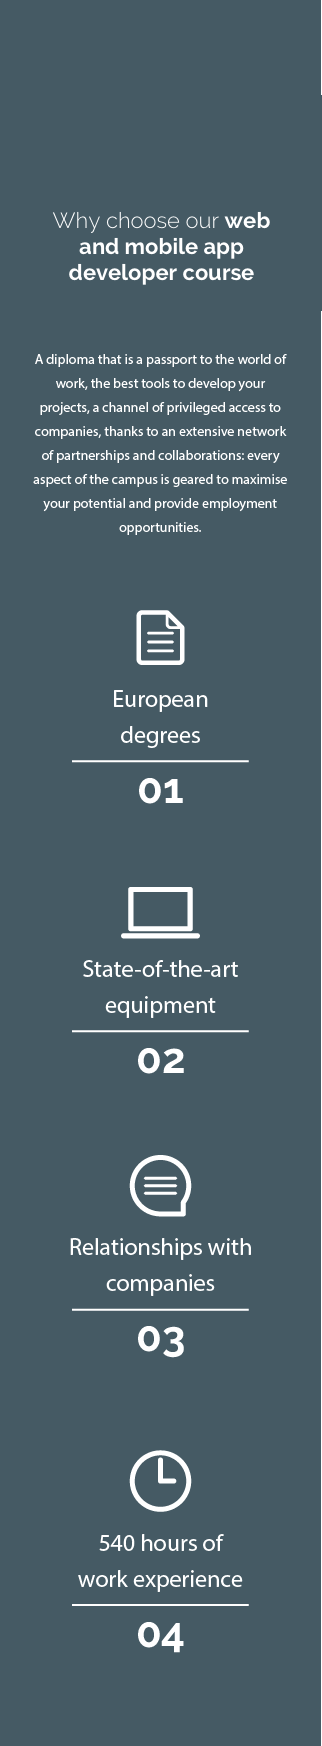 Why choose our web
and mobile app
developer course
A diploma that is a passport to the world of
work, the best tools to develop your
projects, a channel of privileged access to
companies, thanks to an extensive network
of partnerships and collaborations: every
aspect of the campus is geared to maximise
your potential and provide employment
opportunities.
European
degrees
01
State-of-the-art
equipment
02
Relationships with
companies
03
540 hours of
work experience
04